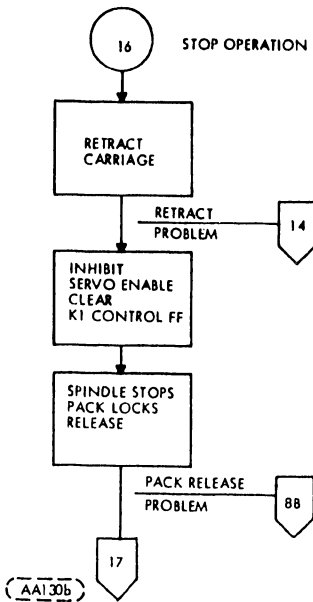 16
STOP OPERATION
RETRACT
CARRIAGE
RETRACT
PROBLEM
14
INHIBIT
SERVO ENABLE
CLEAR
K1 CONTROL FF
SPINDLE STOPS
PACK LOCKS
RELEASE
PACK RELEASE
PROBLEM
8B
17
AA130b